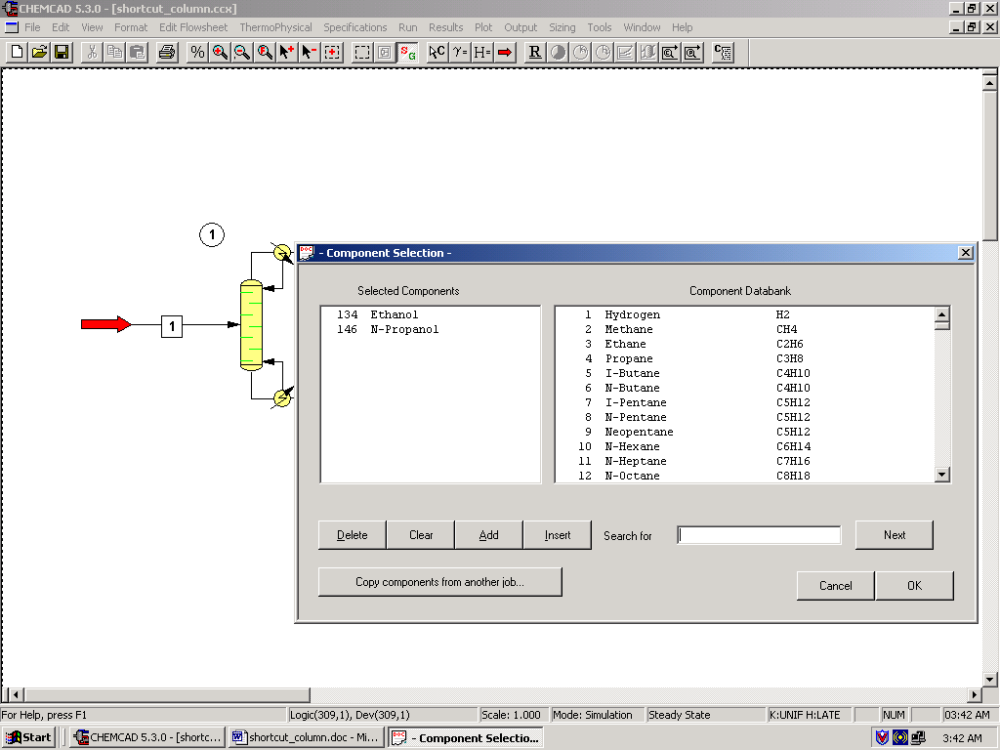 CHEMCAD 5.3.0 - [shortcut_column.ccx]
File Edit View Format Edit Flowsheet ThermoPhysical Specifications Run Results Plot Output Sizing Tools Window Help
% S G C γ= H= R C
1
DOC - Component Selection -
Selected Components Component Databank
134 Ethanol
146 N-Propanol
1 Hydrogen H2
2 Methane CH4
3 Ethane C2H6
4 Propane C3H8
5 I-Butane C4H10
6 N-Butane C4H10
7 I-Pentane C5H12
8 N-Pentane C5H12
9 Neopentane C5H12
10 N-Hexane C6H14
11 N-Heptane C7H16
12 N-Octane C8H18
1
Delete Clear Add Insert Search for Next
Copy components from another job... Cancel OK
For Help, press F1 Logic(309,1), Dev(309,1) Scale: 1.000 Mode: Simulation Steady State K:UNIF H:LATE NUM 03:42 AM
Start CHEMCAD 5.3.0 - [shortc... shortcut_column.doc - Mi... - Component Selectio... 3:42 AM